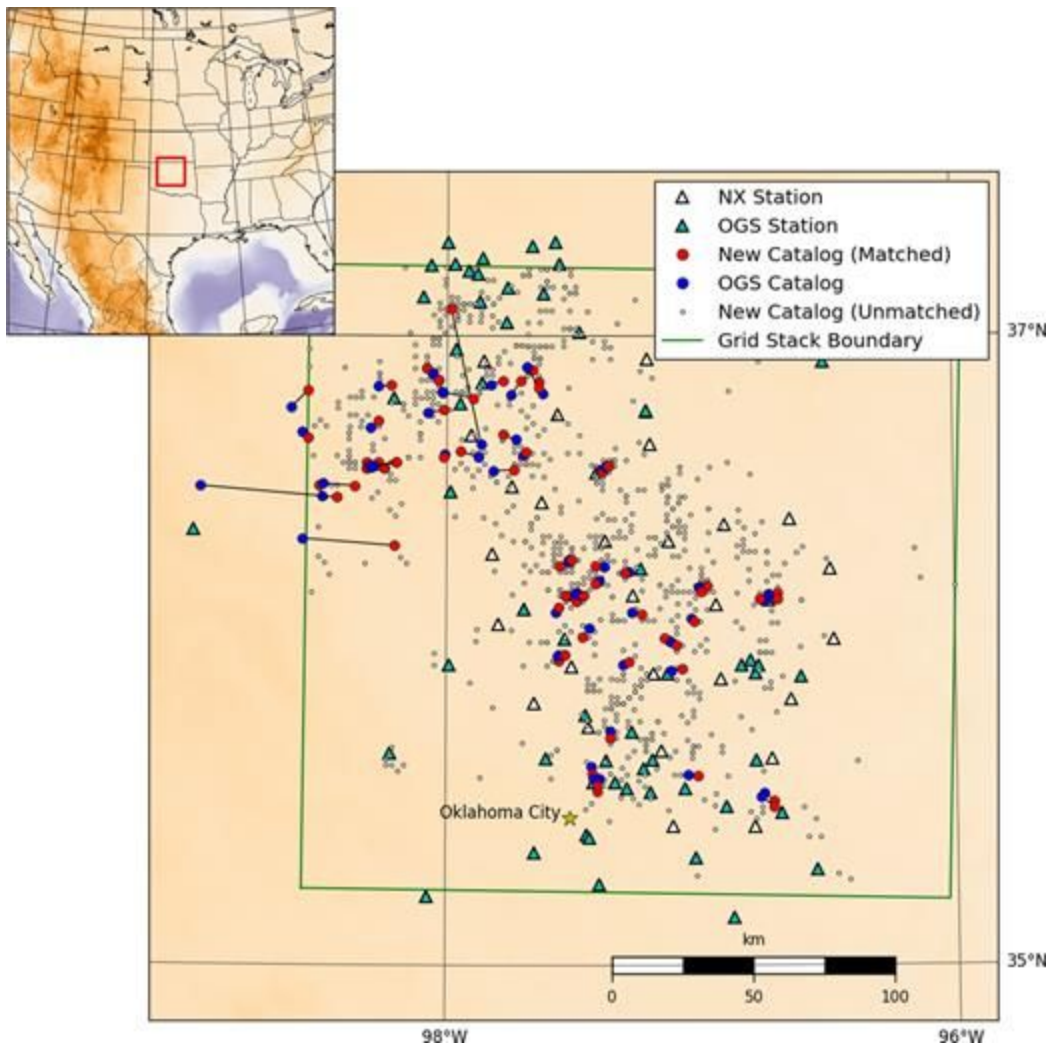 NX Station
OGS Station
New Catalog (Matched)
OGS Catalog
New Catalog (Unmatched)
Grid Stack Boundary
37°N
Oklahoma City
km
0 50 100
35°N
98°W 96°W